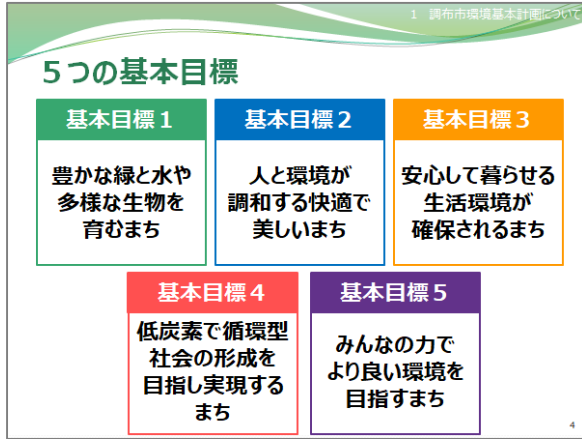 1 調布市環境基本計画について
5つの基本目標
基本目標1
豊かな緑と水や
多様な生物を
育むまち
基本目標2
人と環境が
調和する快適で
美しいまち
基本目標3
安心して暮らせる
生活環境が
確保されるまち
基本目標4
低炭素で循環型
社会の形成を
目指し実現する
まち
基本目標5
みんなの力で
より良い環境を
目指すまち
4